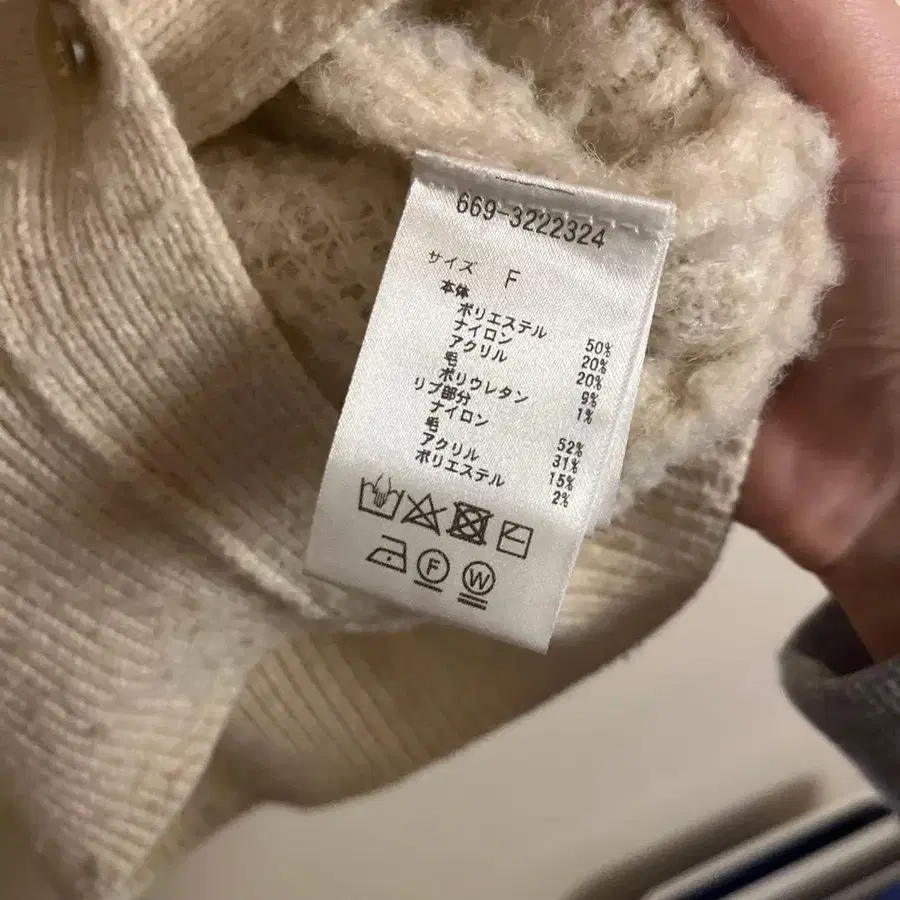 669-3222324
サイズ F
本体
ポリエステル 50%
ナイロン 20%
アクリル 20%
毛 9%
ポリウレタン 1%
リブ部分
ナイロン 52%
毛 31%
アクリル 15%
ポリエステル 2%
F W